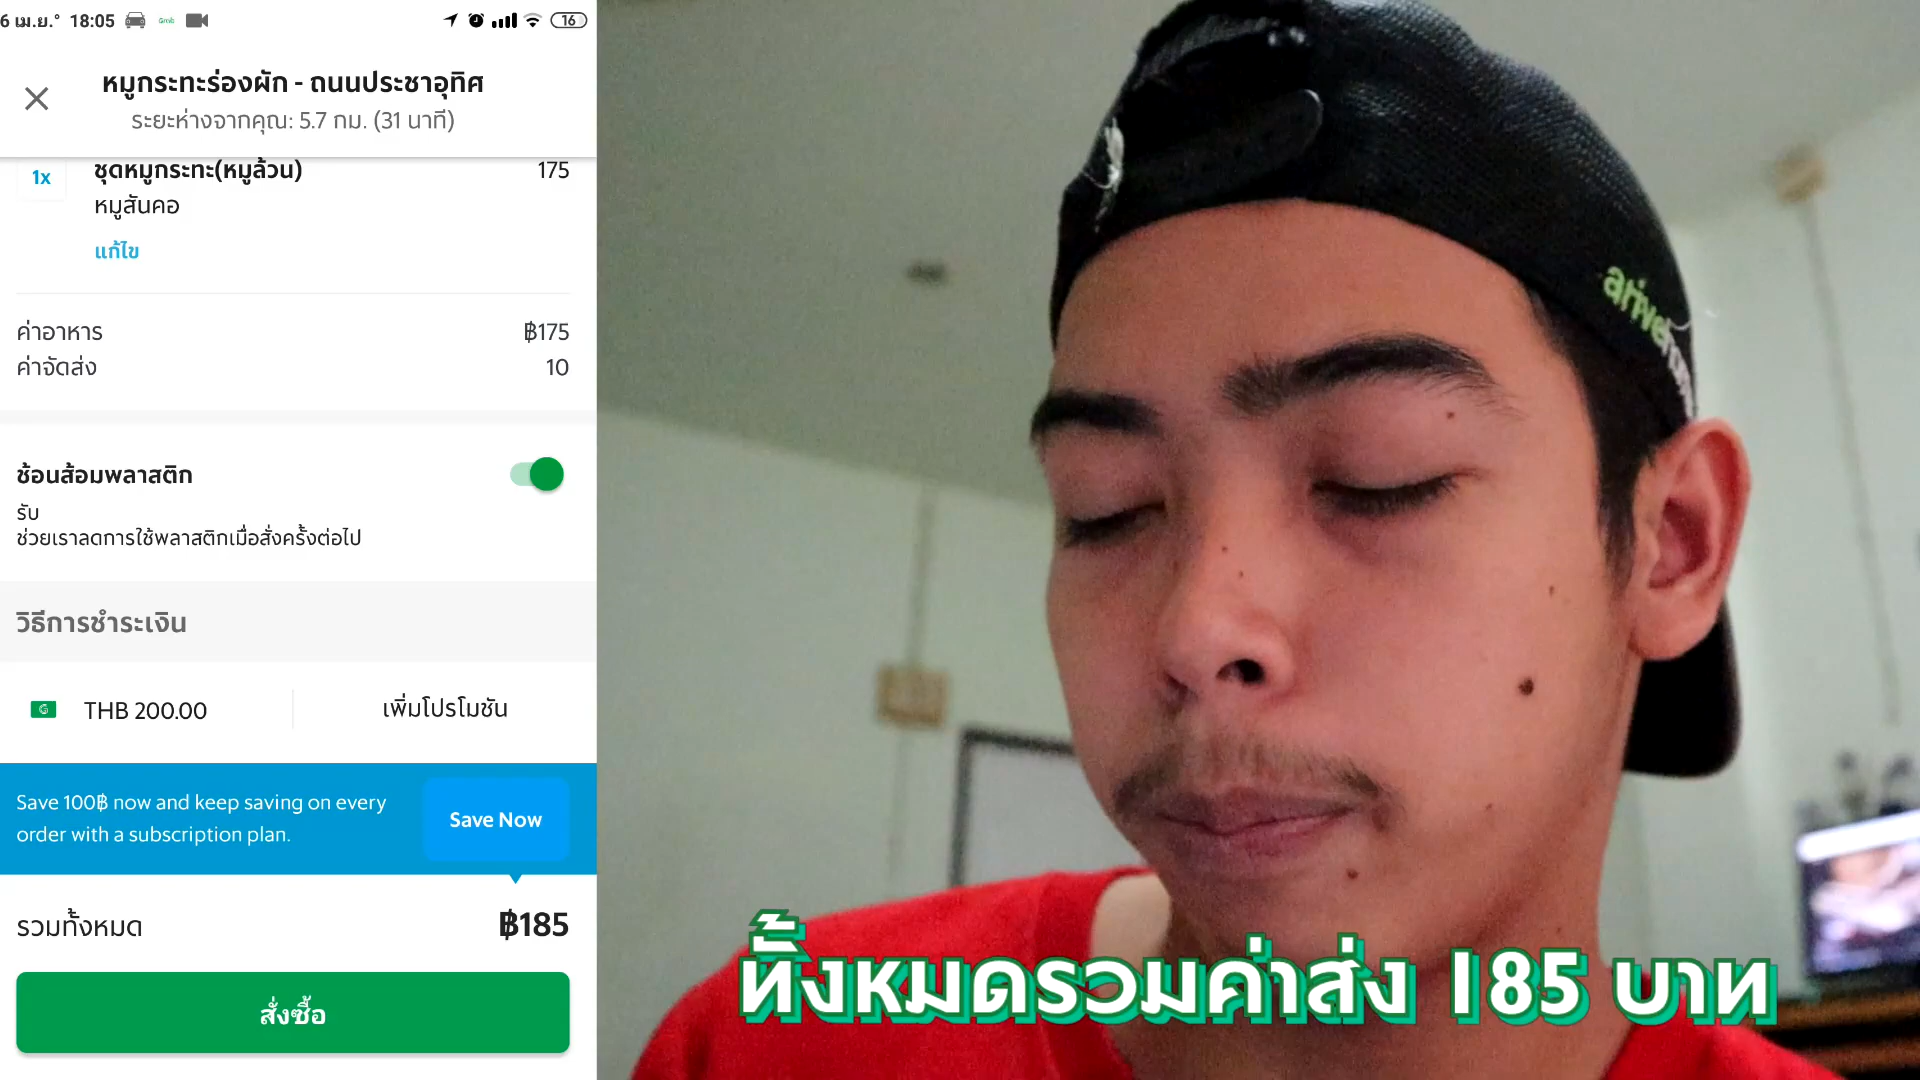 6 เม.ย.° 18:05 Grab 16
หมูกระทะร่องผัก - ถนนประชาอุทิศ
ระยะห่างจากคุณ: 5.7 กม. (31 นาที)
1x ชุดหมูกระทะ(หมูล้วน) 175
หมูสันคอ
แก้ไข
ค่าอาหาร ฿175
ค่าจัดส่ง 10
ช้อนส้อมพลาสติก
รับ
ช่วยเราลดการใช้พลาสติกเมื่อสั่งครั้งต่อไป
วิธีการชำระเงิน
THB 200.00 เพิ่มโปรโมชัน
Save 100฿ now and keep saving on every
order with a subscription plan.
Save Now
รวมทั้งหมด ฿185
สั่งซื้อ
ทั้งหมดรวมค่าส่ง 185 บาท